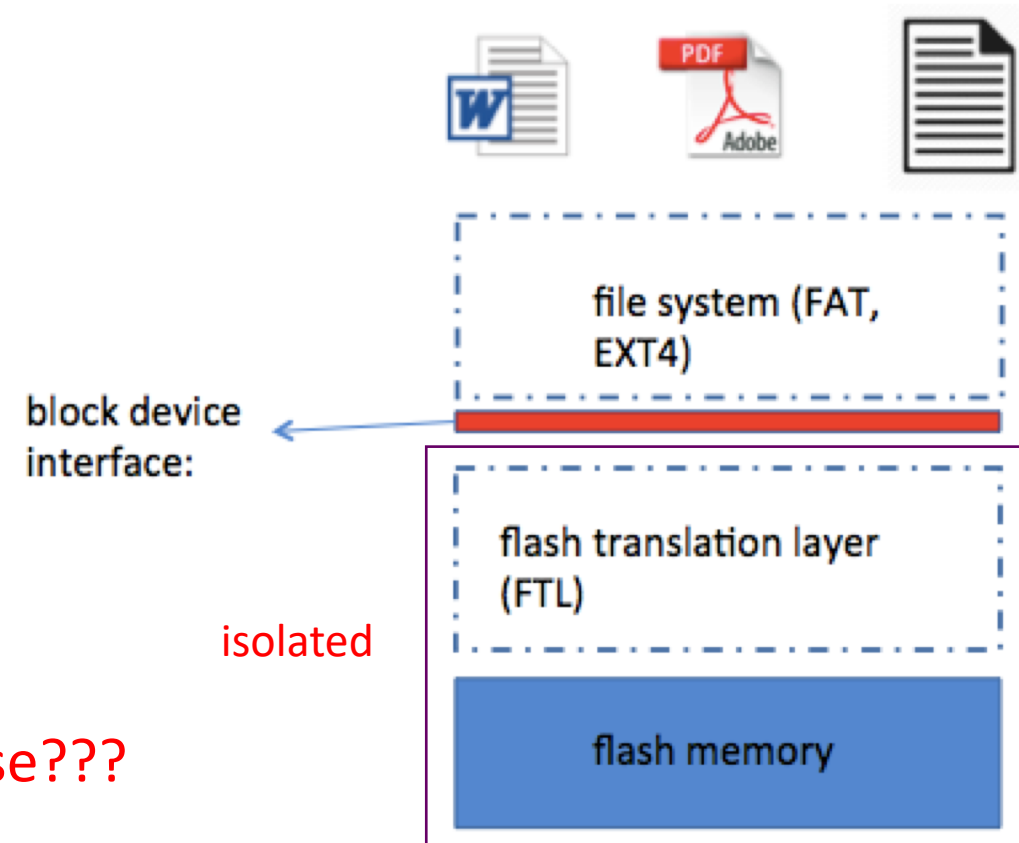 W
PDF
Adobe
file system (FAT,
EXT4)
block device
interface:
flash translation layer
(FTL)
isolated
se???
flash memory